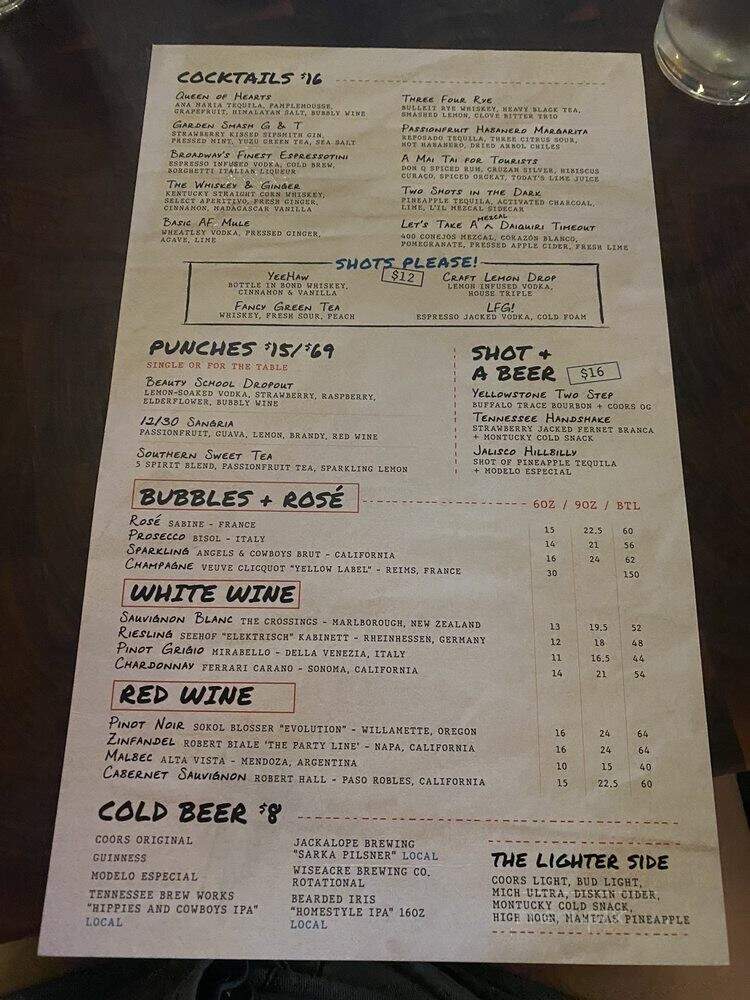 COCKTAILS $16
QUEEN OF HEARTS
ANA MARIA TEQUILA, PAMPLEMOUSSE,
GRAPEFRUIT, HIMALAYAN SALT, BUBBLY WINE
GARDEN SMASH G & T
STRAWBERRY KISSED SIPSMITH GIN,
PRESSED MINT, YUZU GREEN TEA, SEA SALT
BROADWAY'S FINEST ESPRESSOTINI
ESPRESSO INFUSED VODKA, COLD BREW,
BORGHETTI ITALIAN LIQUEUR
THE WHISKEY & GINGER
KENTUCKY STRAIGHT CORN WHISKEY,
SELECT APERITIVO, FRESH GINGER,
CINNAMON, MADAGASCAR VANILLA
BASIC AF MULE
WHEATLEY VODKA, PRESSED GINGER,
AGAVE, LIME
THREE FOUR RYE
BULLEIT RYE WHISKEY, HEAVY BLACK TEA,
SMASHED LEMON, CLOVE BITTER TRIO
PASSIONFRUIT HABANERO MARGARITA
REPOSADO TEQUILA, THREE CITRUS SOUR,
HOT HABANERO, DRIED ARBOL CHILES
A MAI TAI FOR TOURISTS
DON Q SPICED RUM, CRUZAN SILVER, HIBISCUS
CURACO, SPICED ORGEAT, TODAY'S LIME JUICE
TWO SHOTS IN THE DARK
PINEAPPLE TEQUILA, ACTIVATED CHARCOAL,
LIME, L'IL MEZCAL SIDECAR
LET'S TAKE A ^ MEZCAL DAIQUIRI TIMEOUT
400 CONEJOS MEZCAL, CORAZÓN BLANCO,
POMEGRANATE, PRESSED APPLE CIDER, FRESH LIME
SHOTS PLEASE!
$12
YEEHAW
BOTTLE IN BOND WHISKEY,
CINNAMON & VANILLA
FANCY GREEN TEA
WHISKEY, FRESH SOUR, PEACH
CRAFT LEMON DROP
LEMON INFUSED VODKA,
HOUSE TRIPLE
LFG!
ESPRESSO JACKED VODKA, COLD FOAM
PUNCHES $15/$69
SINGLE OR FOR THE TABLE
BEAUTY SCHOOL DROPOUT
LEMON-SOAKED VODKA, STRAWBERRY, RASPBERRY,
ELDERFLOWER, BUBBLY WINE
12/30 SANGRIA
PASSIONFRUIT, GUAVA, LEMON, BRANDY, RED WINE
SOUTHERN SWEET TEA
5 SPIRIT BLEND, PASSIONFRUIT TEA, SPARKLING LEMON
SHOT +
A BEER $16
YELLOWSTONE TWO STEP
BUFFALO TRACE BOURBON + COORS OG
TENNESSEE HANDSHAKE
STRAWBERRY JACKED FERNET BRANCA
+ MONTUCKY COLD SNACK
JALISCO HILLBILLY
SHOT OF PINEAPPLE TEQUILA
+ MODELO ESPECIAL
BUBBLES + ROSÉ 6OZ / 9OZ / BTL
ROSÉ SABINE - FRANCE 15 22.5 60
PROSECCO BISOL - ITALY 14 21 56
SPARKLING ANGELS & COWBOYS BRUT - CALIFORNIA 16 24 62
CHAMPAGNE VEUVE CLICQUOT "YELLOW LABEL" - REIMS, FRANCE 30 150
WHITE WINE
SAUVIGNON BLANC THE CROSSINGS - MARLBOROUGH, NEW ZEALAND 13 19.5 52
RIESLING SEEHOF "ELEKTRISCH" KABINETT - RHEINHESSEN, GERMANY 12 18 48
PINOT GRIGIO MIRABELLO - DELLA VENEZIA, ITALY 11 16.5 44
CHARDONNAY FERRARI CARANO - SONOMA, CALIFORNIA 14 21 54
RED WINE
PINOT NOIR SOKOL BLOSSER "EVOLUTION" - WILLAMETTE, OREGON 16 24 64
ZINFANDEL ROBERT BIALE 'THE PARTY LINE' - NAPA, CALIFORNIA 16 24 64
MALBEC ALTA VISTA - MENDOZA, ARGENTINA 10 15 40
CABERNET SAUVIGNON ROBERT HALL - PASO ROBLES, CALIFORNIA 15 22.5 60
COLD BEER $8
COORS ORIGINAL
GUINNESS
MODELO ESPECIAL
TENNESSEE BREW WORKS
"HIPPIES AND COWBOYS IPA"
LOCAL
JACKALOPE BREWING
"SARKA PILSNER" LOCAL
WISEACRE BREWING CO.
ROTATIONAL
BEARDED IRIS
"HOMESTYLE IPA" 16OZ
LOCAL
THE LIGHTER SIDE
COORS LIGHT, BUD LIGHT,
MICH ULTRA, DISKIN CIDER,
MONTUCKY COLD SNACK,
HIGH NOON, MAMITAS PINEAPPLE